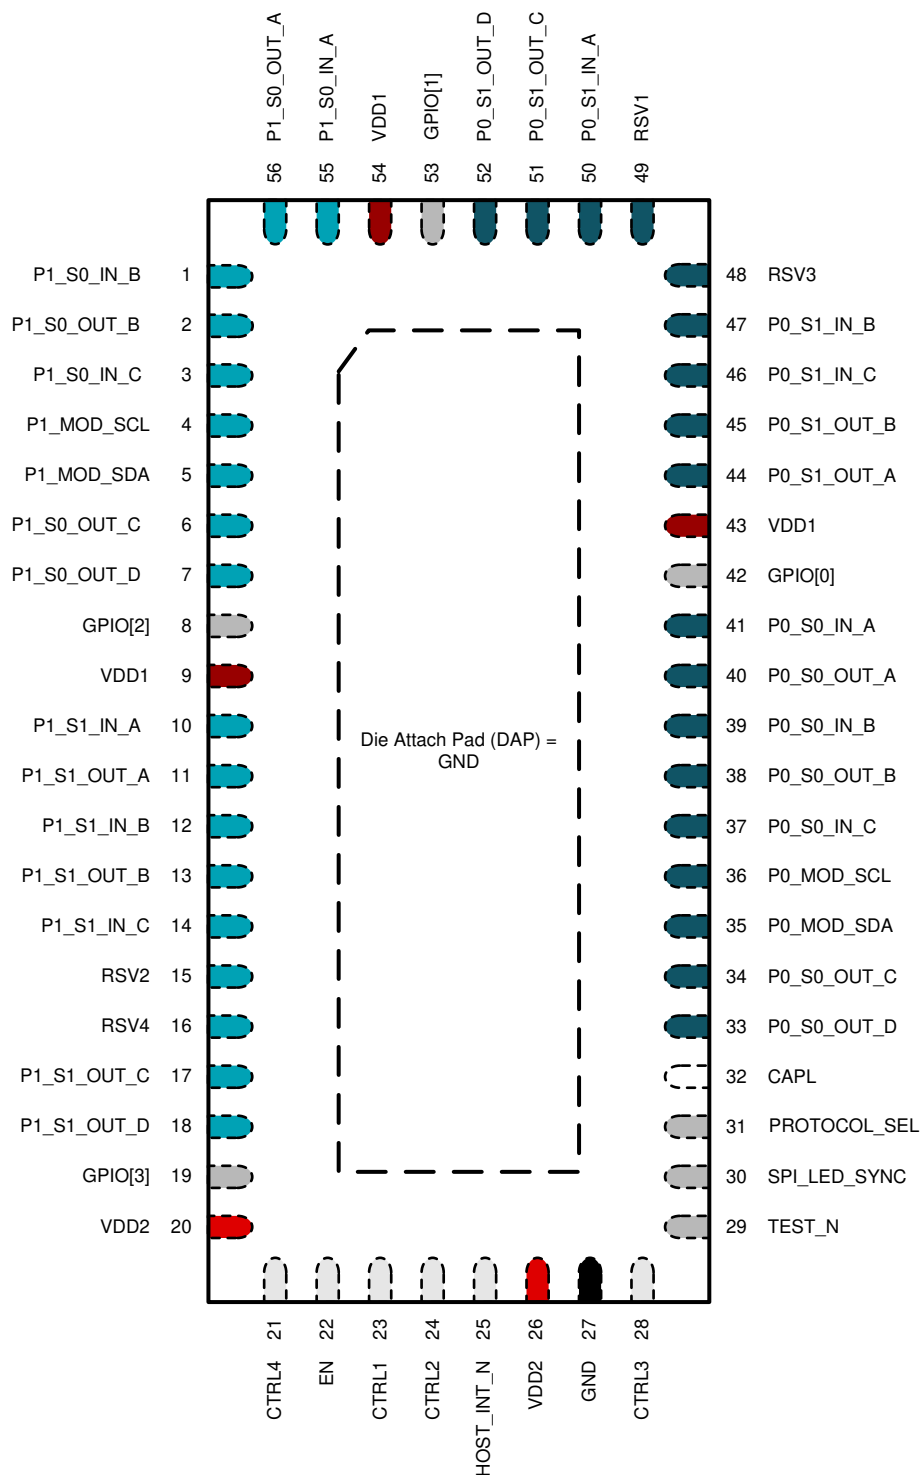 P1_S0_OUT_A
P1_S0_IN_A
VDD1
GPIO[1]
P0_S1_OUT_D
P0_S1_OUT_C
P0_S1_IN_A
RSV1
56
55
54
53
52
51
50
49
P1_S0_IN_B 1
P1_S0_OUT_B 2
P1_S0_IN_C 3
P1_MOD_SCL 4
P1_MOD_SDA 5
P1_S0_OUT_C 6
P1_S0_OUT_D 7
GPIO[2] 8
VDD1 9
P1_S1_IN_A 10
P1_S1_OUT_A 11
P1_S1_IN_B 12
P1_S1_OUT_B 13
P1_S1_IN_C 14
RSV2 15
RSV4 16
P1_S1_OUT_C 17
P1_S1_OUT_D 18
GPIO[3] 19
VDD2 20
Die Attach Pad (DAP) =
GND
48 RSV3
47 P0_S1_IN_B
46 P0_S1_IN_C
45 P0_S1_OUT_B
44 P0_S1_OUT_A
43 VDD1
42 GPIO[0]
41 P0_S0_IN_A
40 P0_S0_OUT_A
39 P0_S0_IN_B
38 P0_S0_OUT_B
37 P0_S0_IN_C
36 P0_MOD_SCL
35 P0_MOD_SDA
34 P0_S0_OUT_C
33 P0_S0_OUT_D
32 CAPL
31 PROTOCOL_SEL
30 SPI_LED_SYNC
29 TEST_N
21
22
23
24
25
26
27
28
CTRL4
EN
CTRL1
CTRL2
HOST_INT_N
VDD2
GND
CTRL3